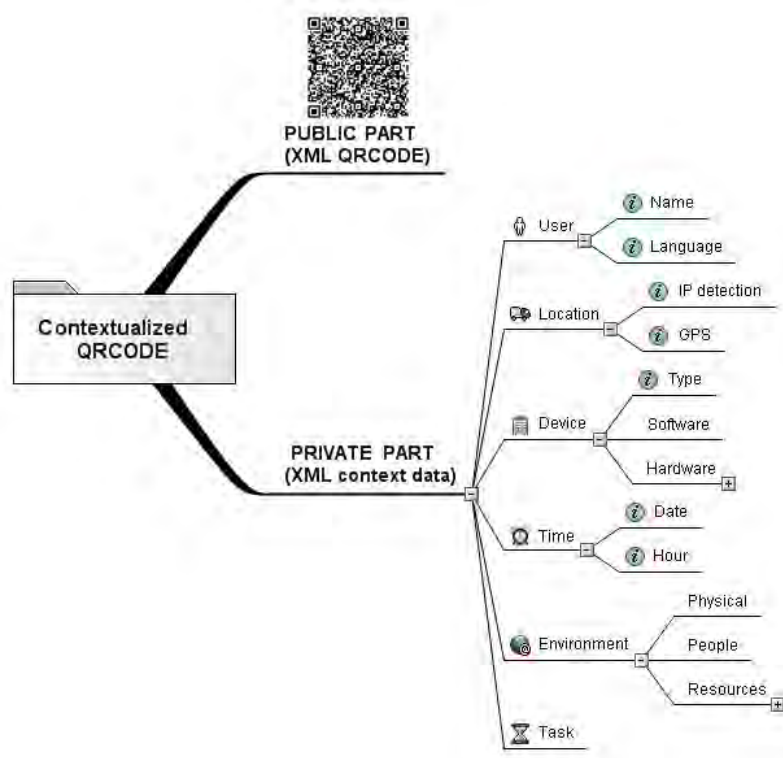 PUBLIC PART
(XML QRCODE)
Contextualized
QRCODE
PRIVATE PART
(XML context data)
User
Name
Language
Location
IP detection
GPS
Device
Type
Software
Hardware
Time
Date
Hour
Environment
Physical
People
Resources
Task